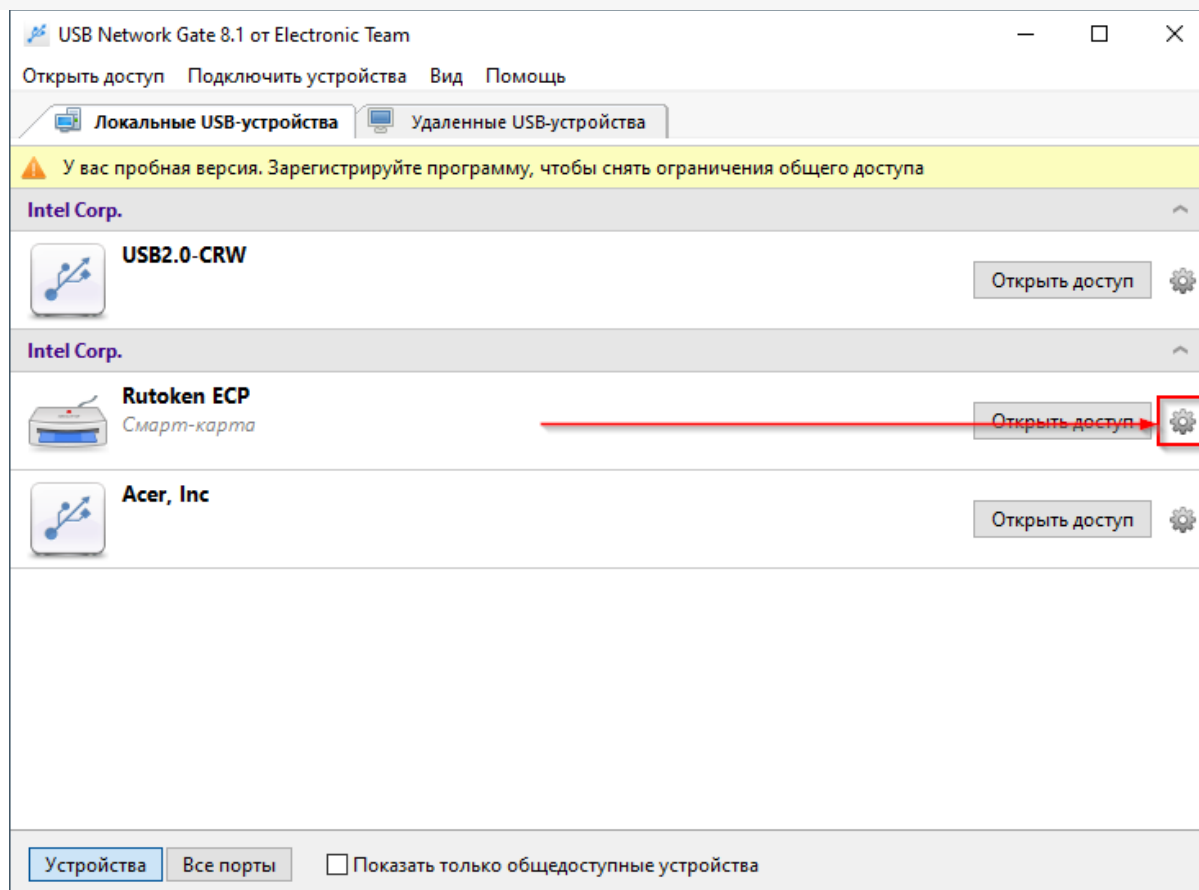 USB Network Gate 8.1 от Electronic Team
Открыть доступ Подключить устройства Вид Помощь
Локальные USB-устройства Удаленные USB-устройства
У вас пробная версия. Зарегистрируйте программу, чтобы снять ограничения общего доступа
Intel Corp.
USB2.0-CRW
Открыть доступ
Intel Corp.
Rutoken ECP
Смарт-карта
Открыть доступ
Acer, Inc
Открыть доступ
Устройства Все порты Показать только общедоступные устройства